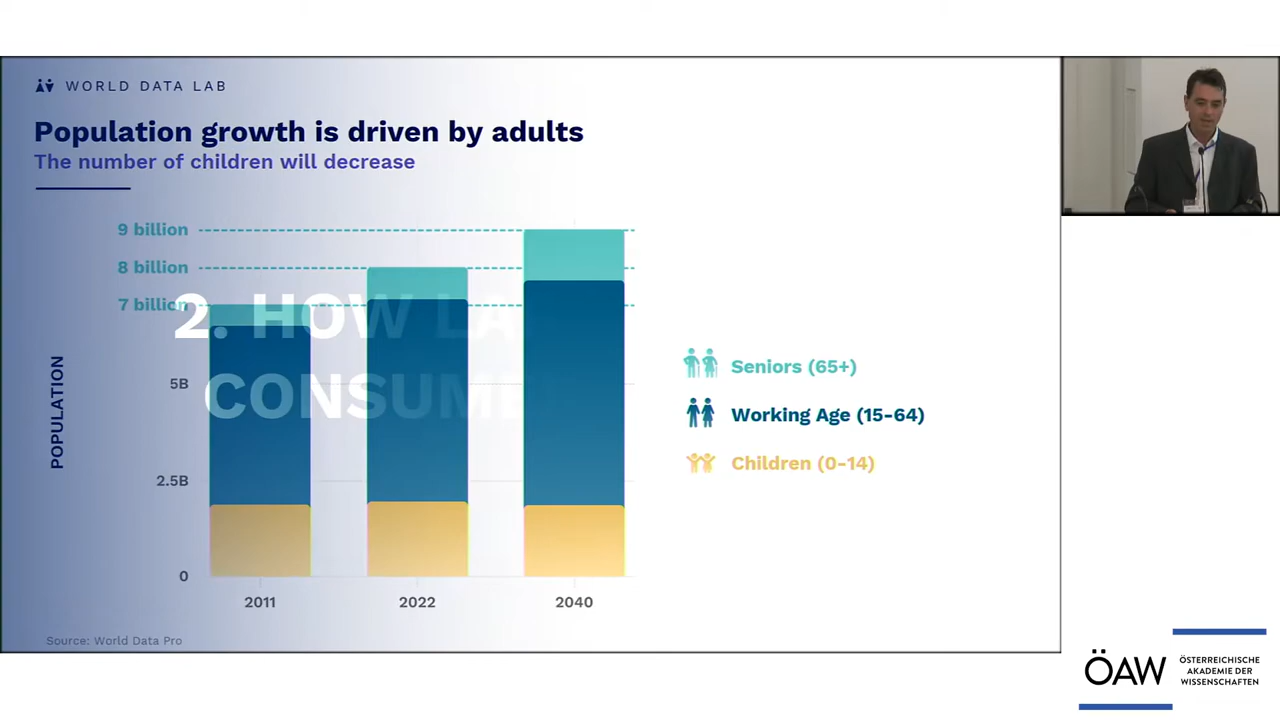 WORLD DATA LAB
Population growth is driven by adults
The number of children will decrease
9 billion
8 billion
7 billion
2. HOW LA
CONSUME
POPULATION
5B
2.5B
0
2011
2022
2040
Seniors (65+)
Working Age (15-64)
Children (0-14)
Source: World Data Pro
ÖAW
ÖSTERREICHISCHE
AKADEMIE DER
WISSENSCHAFTEN